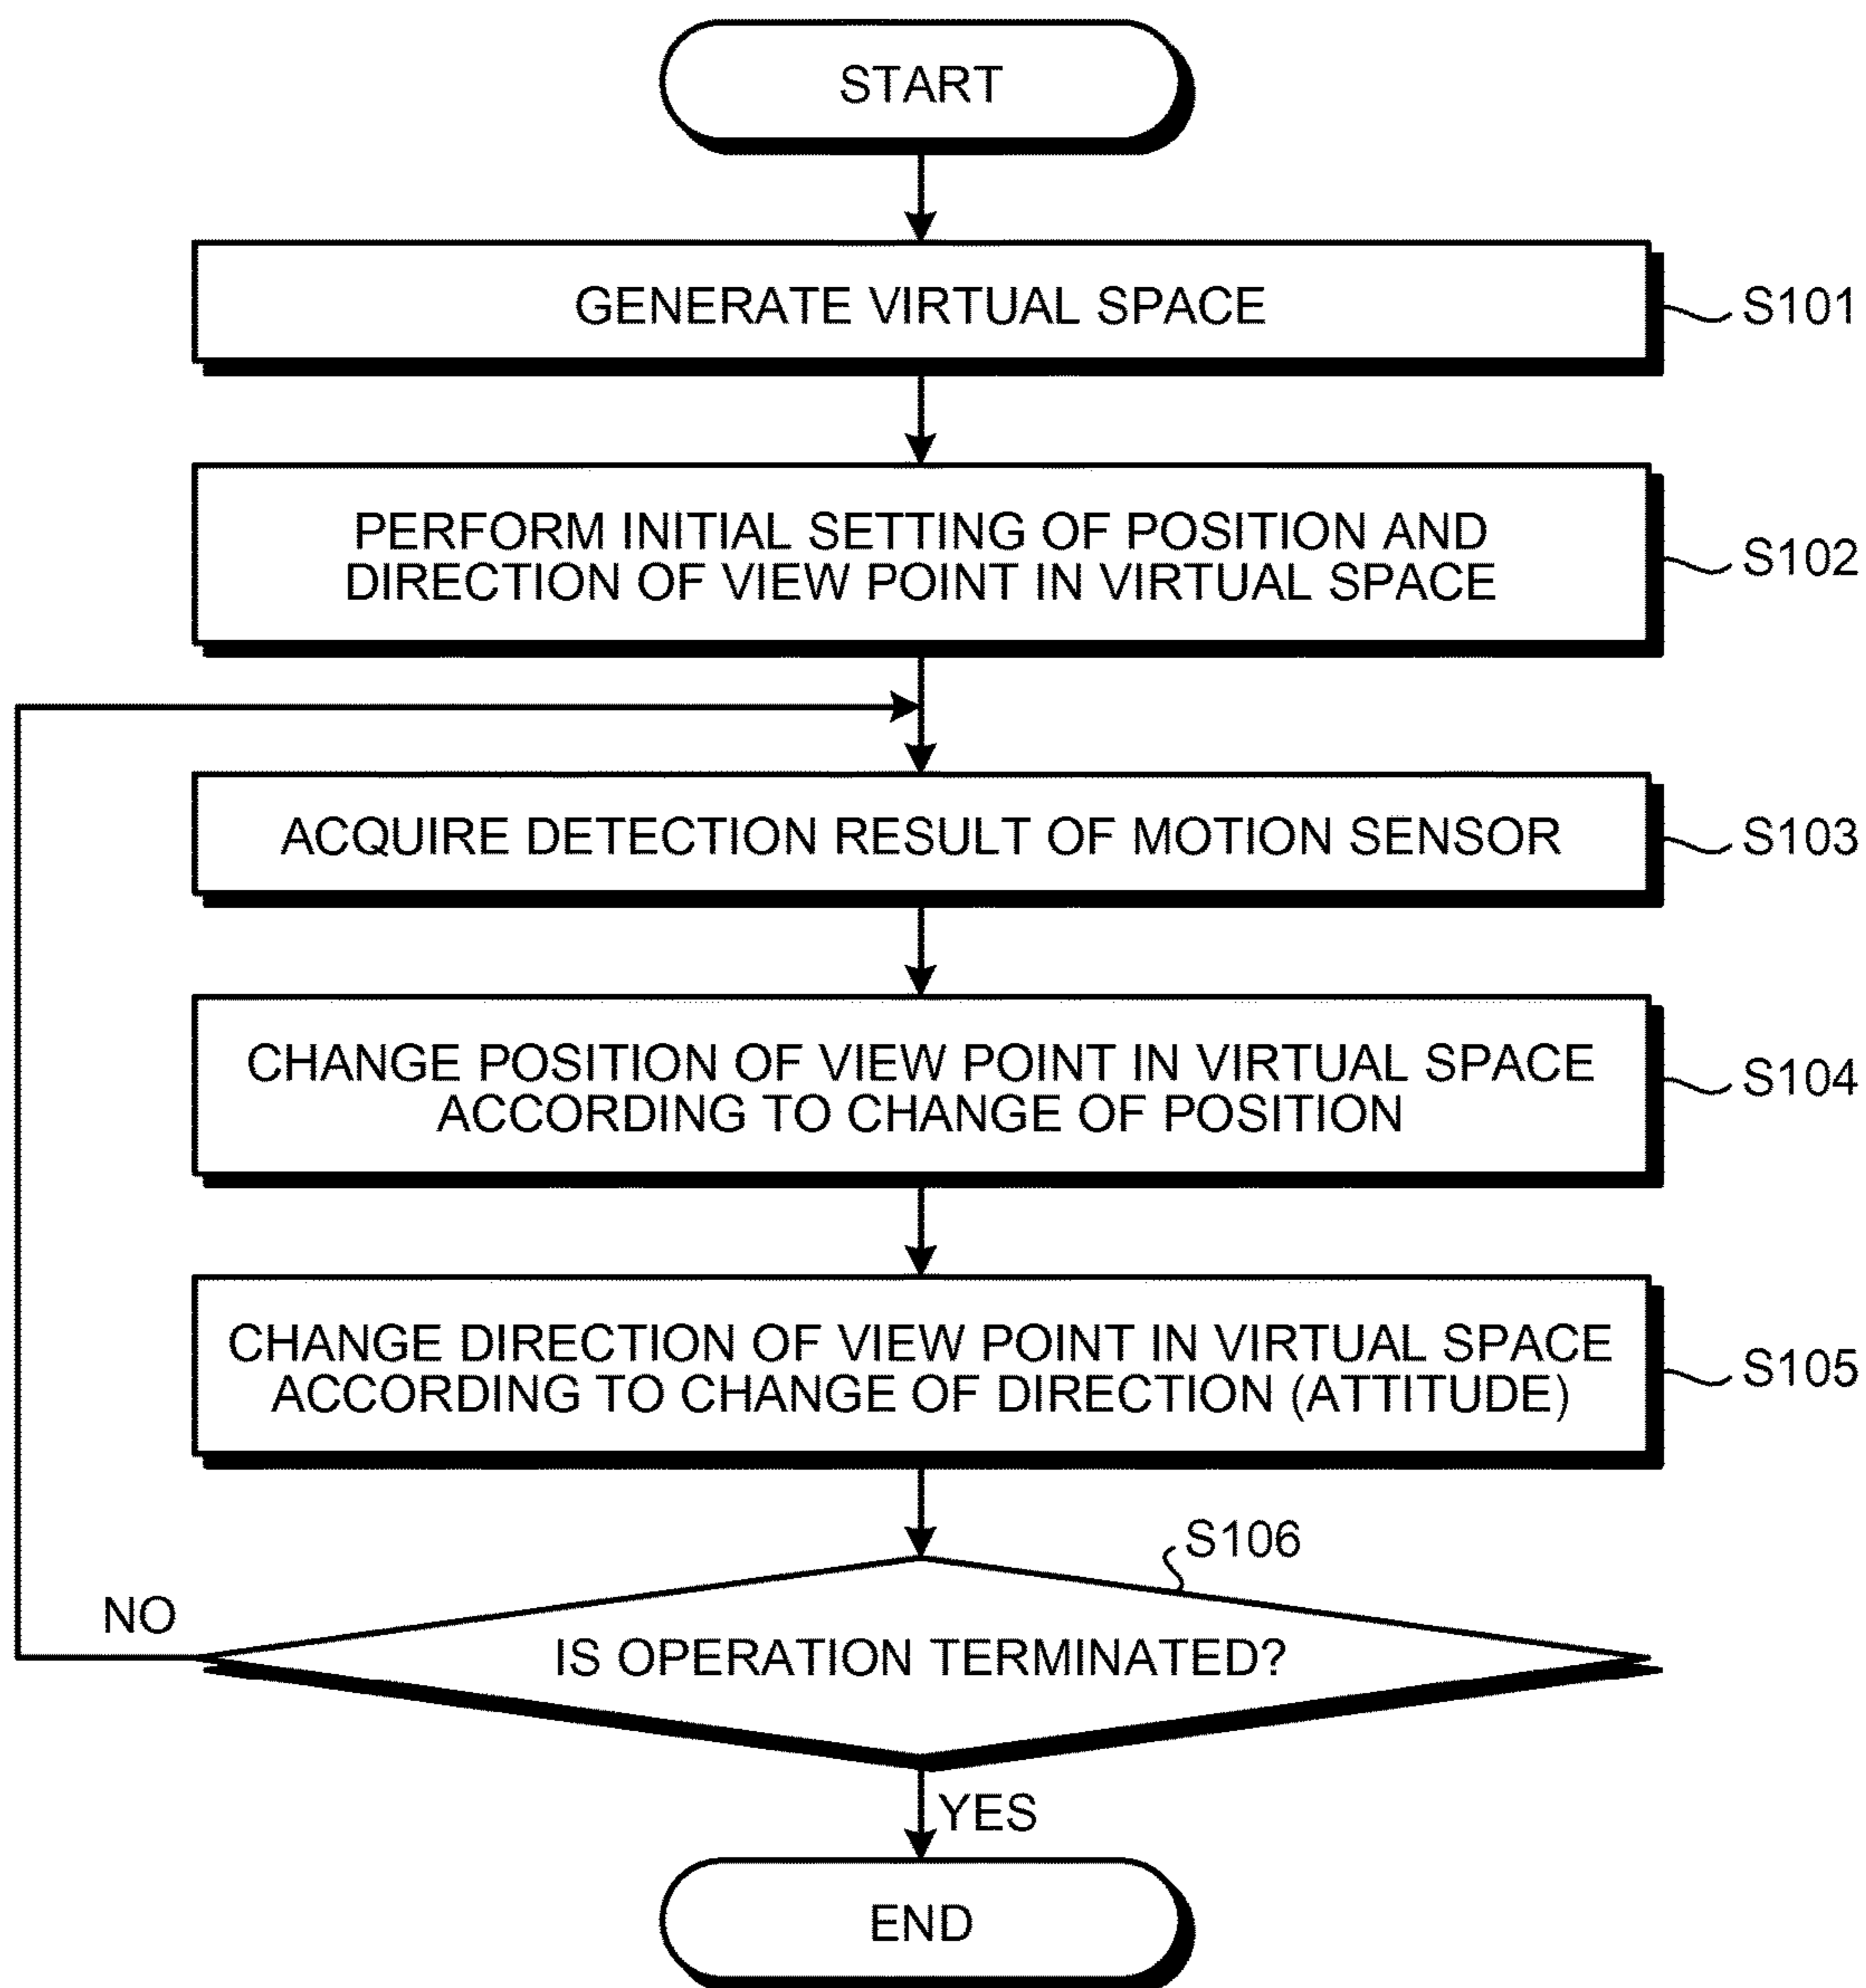 START
GENERATE VIRTUAL SPACE
S101
PERFORM INITIAL SETTING OF POSITION AND
DIRECTION OF VIEW POINT IN VIRTUAL SPACE
S102
ACQUIRE DETECTION RESULT OF MOTION SENSOR
S103
CHANGE POSITION OF VIEW POINT IN VIRTUAL SPACE
ACCORDING TO CHANGE OF POSITION
S104
CHANGE DIRECTION OF VIEW POINT IN VIRTUAL SPACE
ACCORDING TO CHANGE OF DIRECTION (ATTITUDE)
S105
S106
NO
IS OPERATION TERMINATED?
YES
END